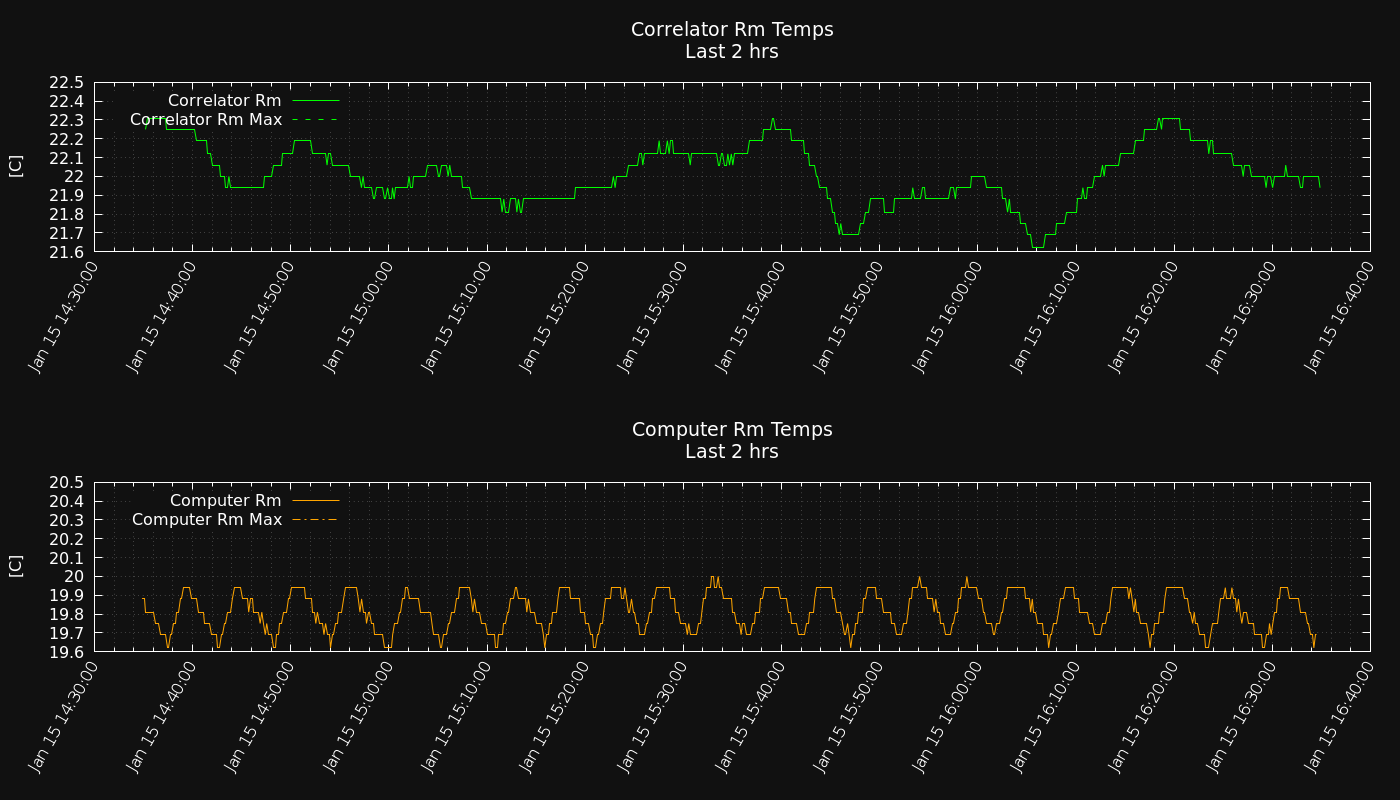 Correlator Rm Temps
Last 2 hrs
22.5
22.4
22.3
22.2
22.1
22
21.9
21.8
21.7
21.6
[C]
Correlator Rm
Correlator Rm Max
Jan 15 14:30:00
Jan 15 14:40:00
Jan 15 14:50:00
Jan 15 15:00:00
Jan 15 15:10:00
Jan 15 15:20:00
Jan 15 15:30:00
Jan 15 15:40:00
Jan 15 15:50:00
Jan 15 16:00:00
Jan 15 16:10:00
Jan 15 16:20:00
Jan 15 16:30:00
Jan 15 16:40:00
Computer Rm Temps
Last 2 hrs
20.5
20.4
20.3
20.2
20.1
20
19.9
19.8
19.7
19.6
[C]
Computer Rm
Computer Rm Max
Jan 15 14:30:00
Jan 15 14:40:00
Jan 15 14:50:00
Jan 15 15:00:00
Jan 15 15:10:00
Jan 15 15:20:00
Jan 15 15:30:00
Jan 15 15:40:00
Jan 15 15:50:00
Jan 15 16:00:00
Jan 15 16:10:00
Jan 15 16:20:00
Jan 15 16:30:00
Jan 15 16:40:00